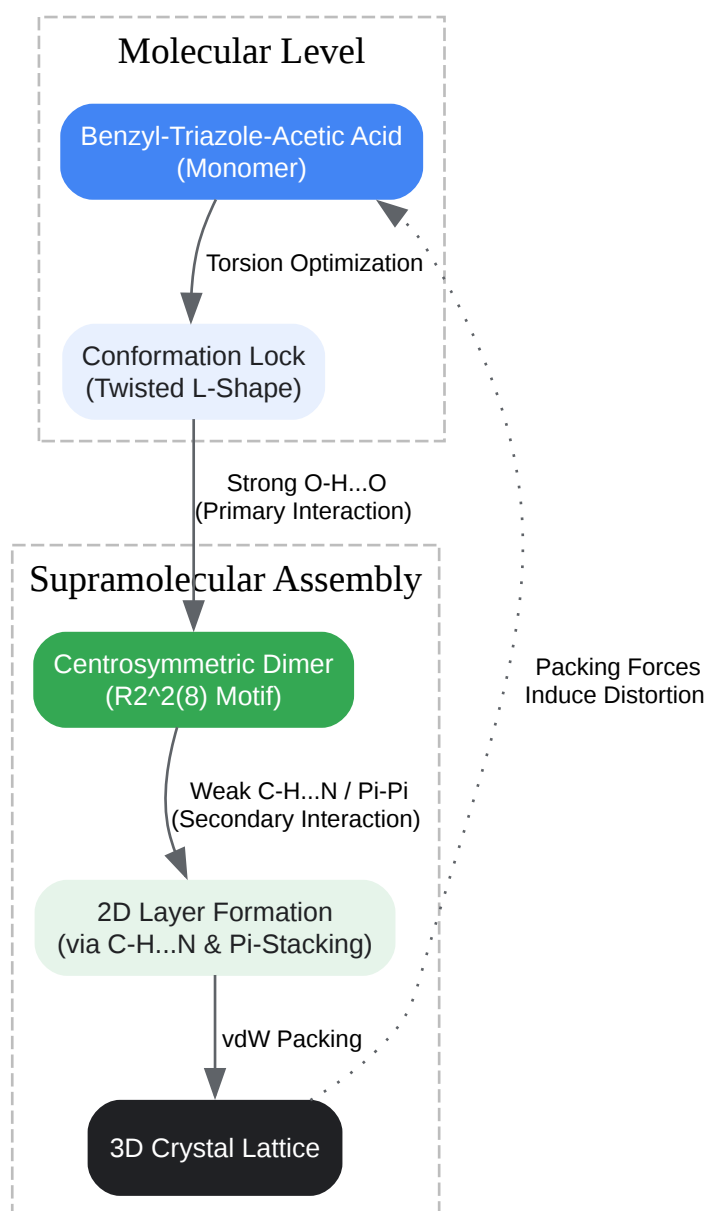 Molecular Level
Benzyl-Triazole-Acetic Acid
(Monomer)
Torsion Optimization
Conformation Lock
(Twisted L-Shape)
Strong O-H...O
(Primary Interaction)
Supramolecular Assembly
Centrosymmetric Dimer
(R2^2(8) Motif)
Packing Forces
Induce Distortion
Weak C-H...N / Pi-Pi
(Secondary Interaction)
2D Layer Formation
(via C-H...N & Pi-Stacking)
vdW Packing
3D Crystal Lattice